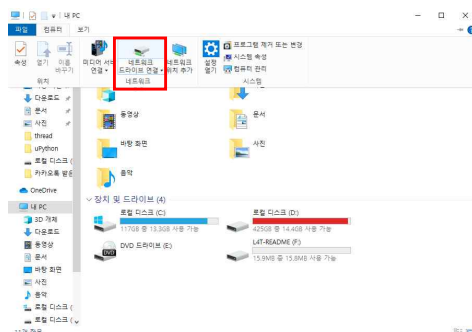 내 PC
파일 컴퓨터 보기
속성 열기 이름 바꾸기
미디어 서버 연결 네트워크 드라이브 연결 네트워크 위치 추가
설정 열기
프로그램 제거 또는 변경
시스템 속성
컴퓨터 관리
위치 네트워크 시스템
다운로드
문서
사진
thread
uPython
로컬 디스크 (
카카오톡 받은
OneDrive
내 PC
3D 개체
다운로드
동영상
문서
바탕 화면
사진
음악
로컬 디스크 (
로컬 디스크 (
동영상 문서
바탕 화면 사진
음악
장치 및 드라이브 (4)
로컬 디스크 (C:)
117GB 중 13.3GB 사용 가능
로컬 디스크 (D:)
425GB 중 14.4GB 사용 가능
DVD 드라이브 (E:)
L4T-README (F:)
15.9MB 중 15.8MB 사용 가능